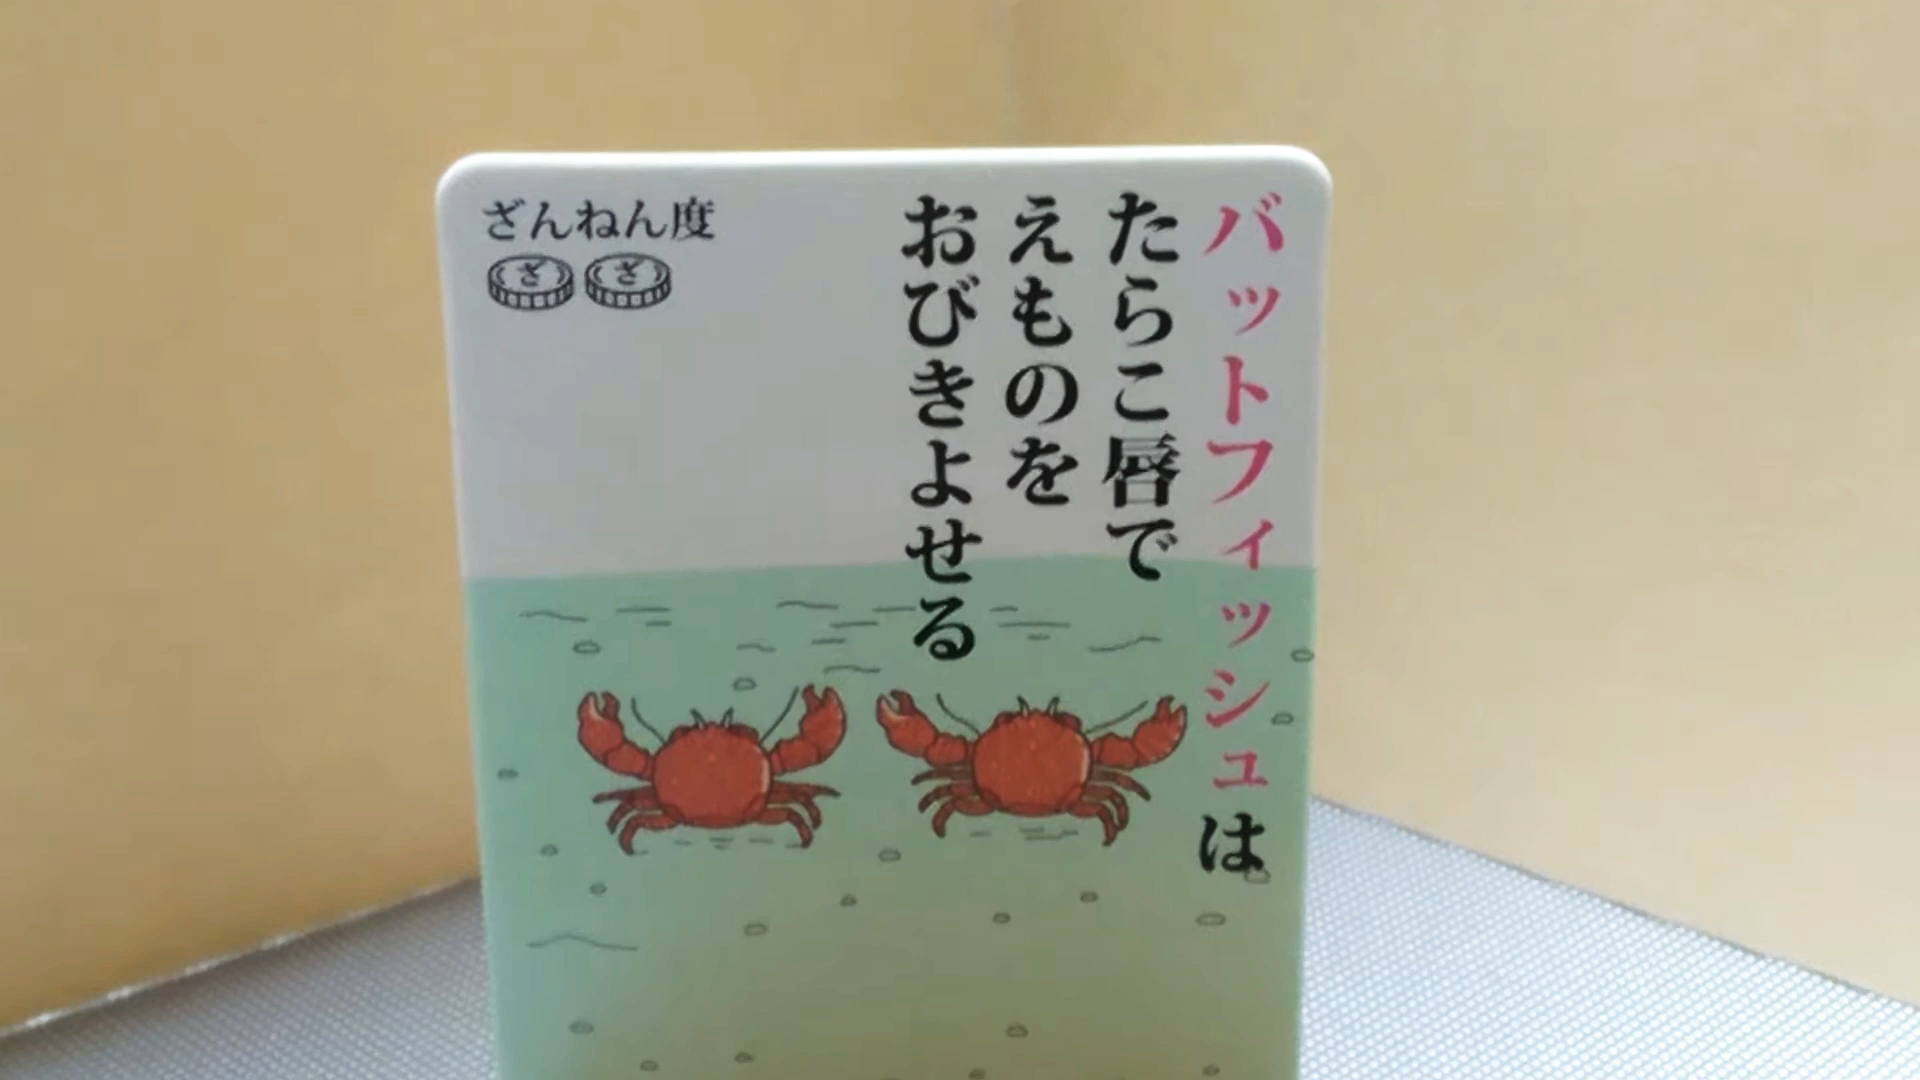 バットフィッシュは
たらこ唇で
えものを
おびきよせる
ざんねん度
ざ ざ